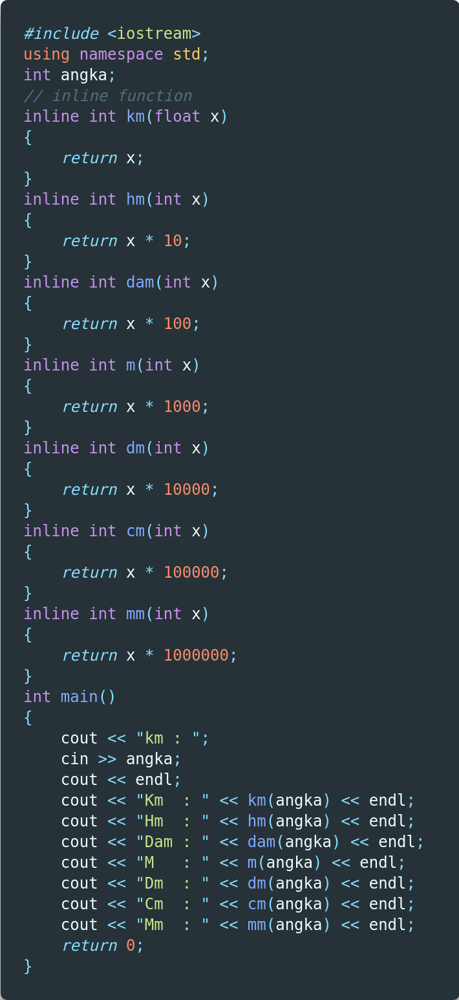 #include <iostream>
using namespace std;
int angka;
// inline function
inline int km(float x)
{
    return x;
}
inline int hm(int x)
{
    return x * 10;
}
inline int dam(int x)
{
    return x * 100;
}
inline int m(int x)
{
    return x * 1000;
}
inline int dm(int x)
{
    return x * 10000;
}
inline int cm(int x)
{
    return x * 100000;
}
inline int mm(int x)
{
    return x * 1000000;
}
int main()
{
    cout << "km : ";
    cin >> angka;
    cout << endl;
    cout << "Km  : " << km(angka) << endl;
    cout << "Hm  : " << hm(angka) << endl;
    cout << "Dam : " << dam(angka) << endl;
    cout << "M   : " << m(angka) << endl;
    cout << "Dm  : " << dm(angka) << endl;
    cout << "Cm  : " << cm(angka) << endl;
    cout << "Mm  : " << mm(angka) << endl;
    return 0;
}